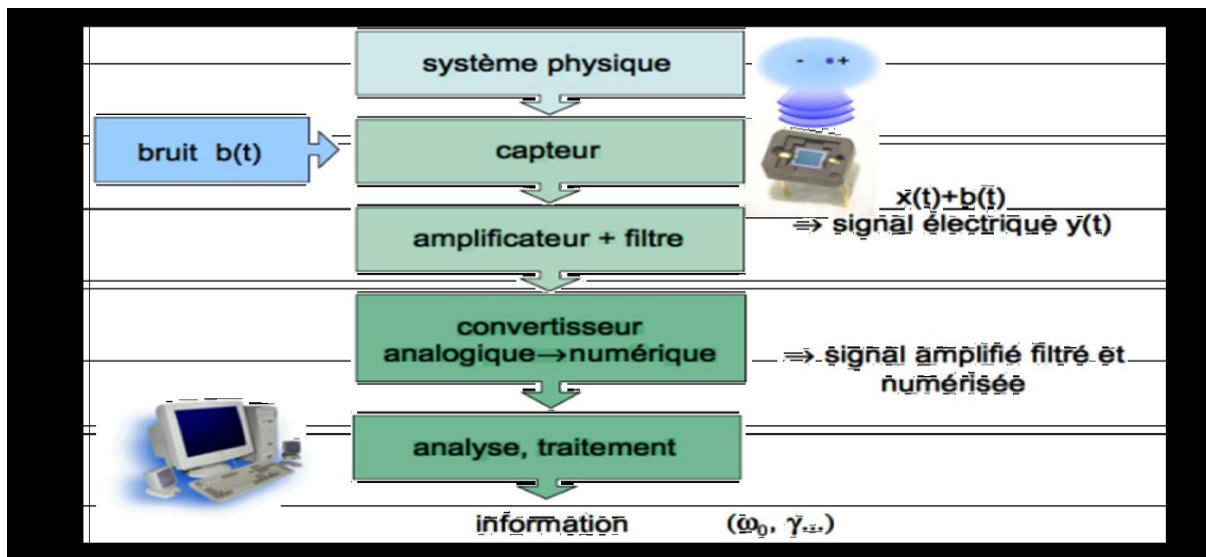 système physique
- •+
bruit b(t)
capteur
x(t)+b(t)
⇒ signal électrique y(t)
amplificateur + filtre
convertisseur
analogique→numérique
⇒ signal amplifié filtré et
numérisée
analyse, traitement
information (ω₀, γ...)